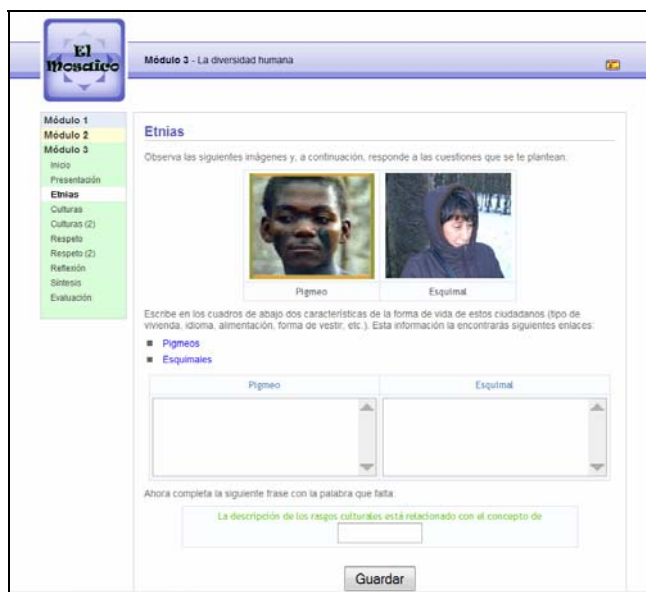 El
Mosaico
Módulo 3 - La diversidad humana
Módulo 1
Módulo 2
Módulo 3
Inicio
Presentación
Etnias
Culturas
Culturas (2)
Respeto
Respeto (2)
Reflexión
Síntesis
Evaluación
Etnias
Observa las siguientes imágenes y, a continuación, responde a las cuestiones que se te plantean:
Pigmeo
Esquimal
Escribe en los cuadros de abajo dos características de la forma de vida de estos ciudadanos (tipo de
vivienda, idioma, alimentación, forma de vestir, etc.). Esta información la encontrarás siguientes enlaces:
Pigmeos
Esquimales
Pigmeo
Esquimal
Ahora completa la siguiente frase con la palabra que falta:
La descripción de los rasgos culturales está relacionado con el concepto de
Guardar